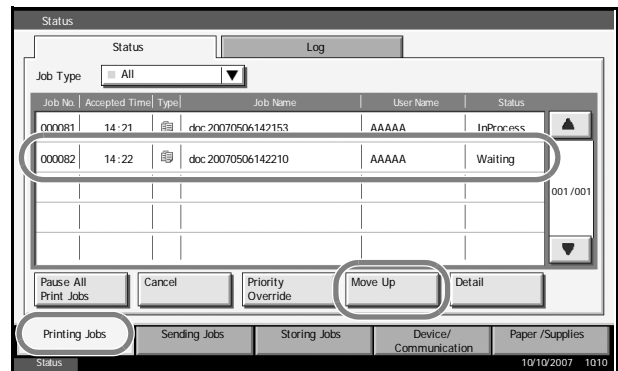 Status
Status Log
Job Type All
Job No. Accepted Time Type Job Name User Name Status
000081 14:21 doc20070506142153 AAAAA InProcess
000082 14:22 doc20070506142210 AAAAA Waiting
001/001
Pause All Print Jobs Cancel Priority Override Move Up Detail
Printing Jobs Sending Jobs Storing Jobs Device/ Communication Paper/Supplies
Status 10/10/2007 10:10